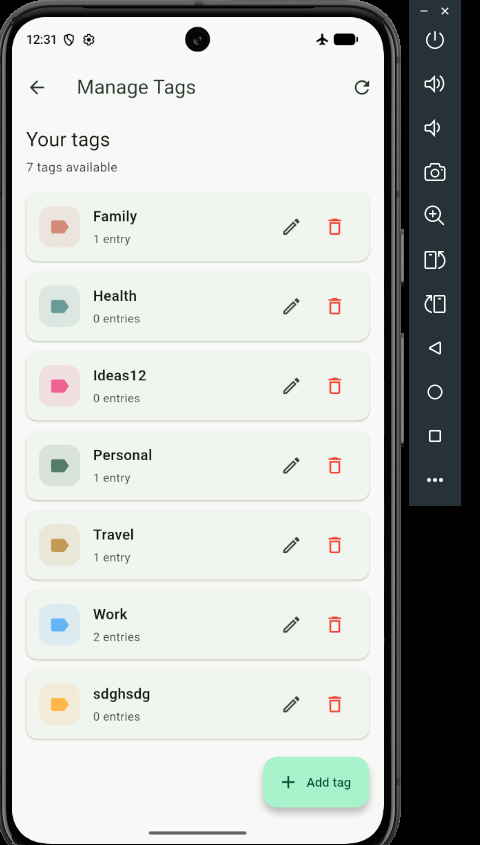 12:31
Manage Tags
Your tags
7 tags available
Family
1 entry
Health
0 entries
Ideas12
0 entries
Personal
1 entry
Travel
1 entry
Work
2 entries
sdghsdg
0 entries
Add tag